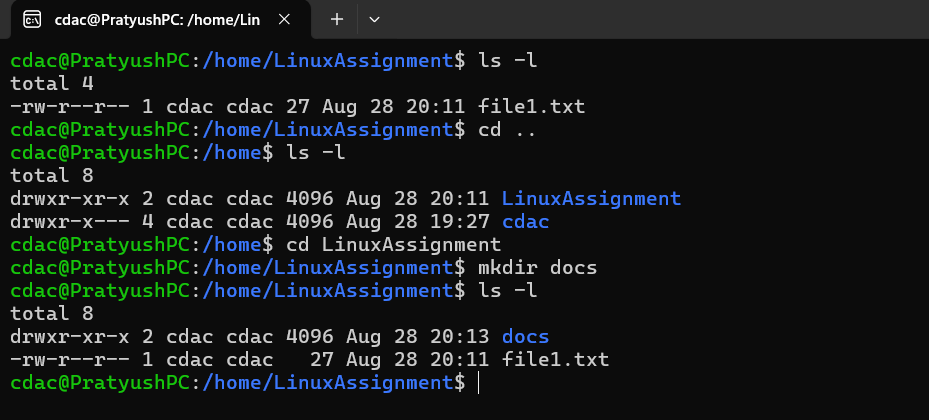 cdac@PratyushPC: /home/Lin
cdac@PratyushPC:/home/LinuxAssignment$ ls -l
total 4
-rw-r--r-- 1 cdac cdac 27 Aug 28 20:11 file1.txt
cdac@PratyushPC:/home/LinuxAssignment$ cd ..
cdac@PratyushPC:/home$ ls -l
total 8
drwxr-xr-x 2 cdac cdac 4096 Aug 28 20:11 LinuxAssignment
drwxr-x--- 4 cdac cdac 4096 Aug 28 19:27 cdac
cdac@PratyushPC:/home$ cd LinuxAssignment
cdac@PratyushPC:/home/LinuxAssignment$ mkdir docs
cdac@PratyushPC:/home/LinuxAssignment$ ls -l
total 8
drwxr-xr-x 2 cdac cdac 4096 Aug 28 20:13 docs
-rw-r--r-- 1 cdac cdac   27 Aug 28 20:11 file1.txt
cdac@PratyushPC:/home/LinuxAssignment$